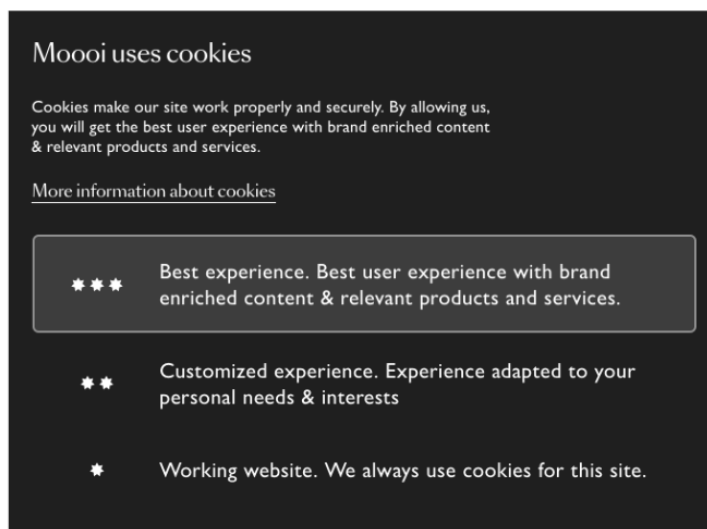 Moooi uses cookies
Cookies make our site work properly and securely. By allowing us,
you will get the best user experience with brand enriched content
& relevant products and services.
More information about cookies
Best experience. Best user experience with brand
enriched content & relevant products and services.
Customized experience. Experience adapted to your
personal needs & interests
Working website. We always use cookies for this site.